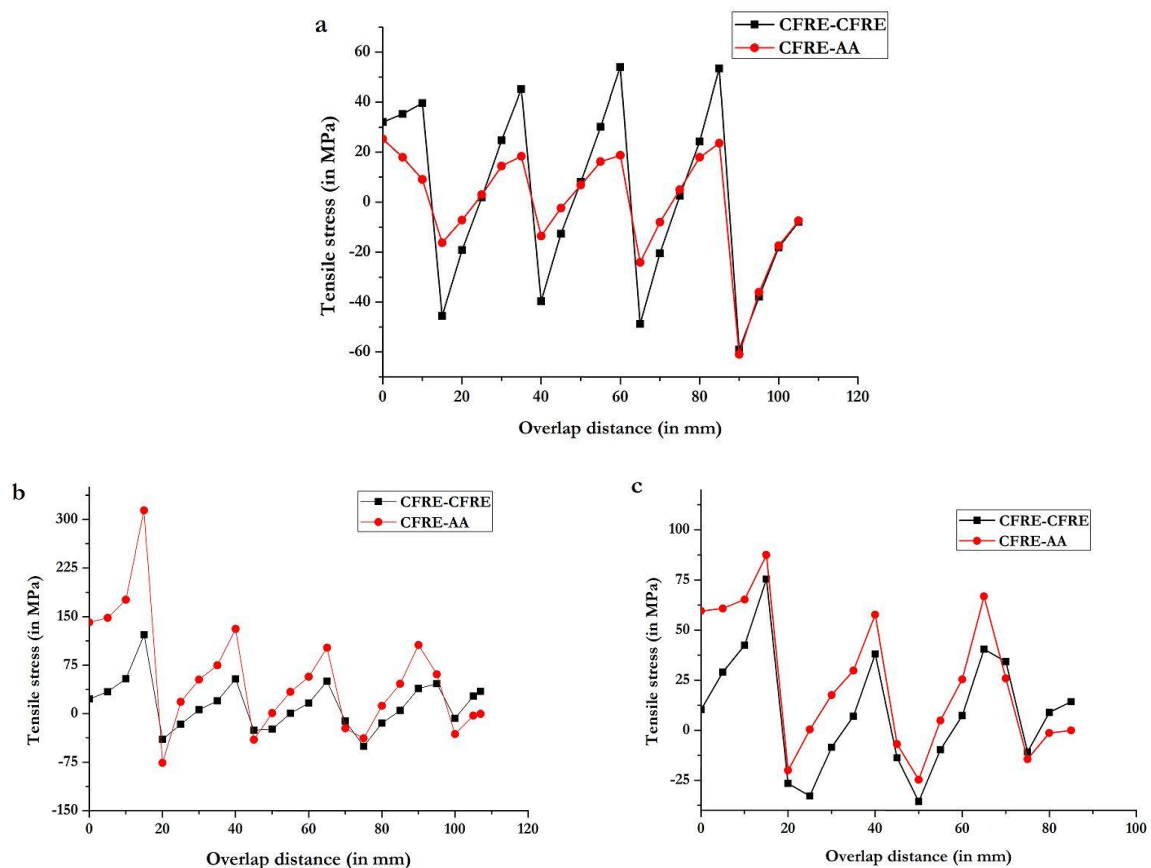 a
CFRE-CFRE
CFRE-AA
60
40
20
0
-20
-40
-60
Tensile stress (in MPa)
0 20 40 60 80 100 120
Overlap distance (in mm)
b
CFRE-CFRE
CFRE-AA
300
225
150
75
0
-75
-150
Tensile stress (in MPa)
0 20 40 60 80 100 120
Overlap distance (in mm)
c
CFRE-CFRE
CFRE-AA
100
75
50
25
0
-25
Tensile stress (in MPa)
0 20 40 60 80 100
Overlap distance (in mm)